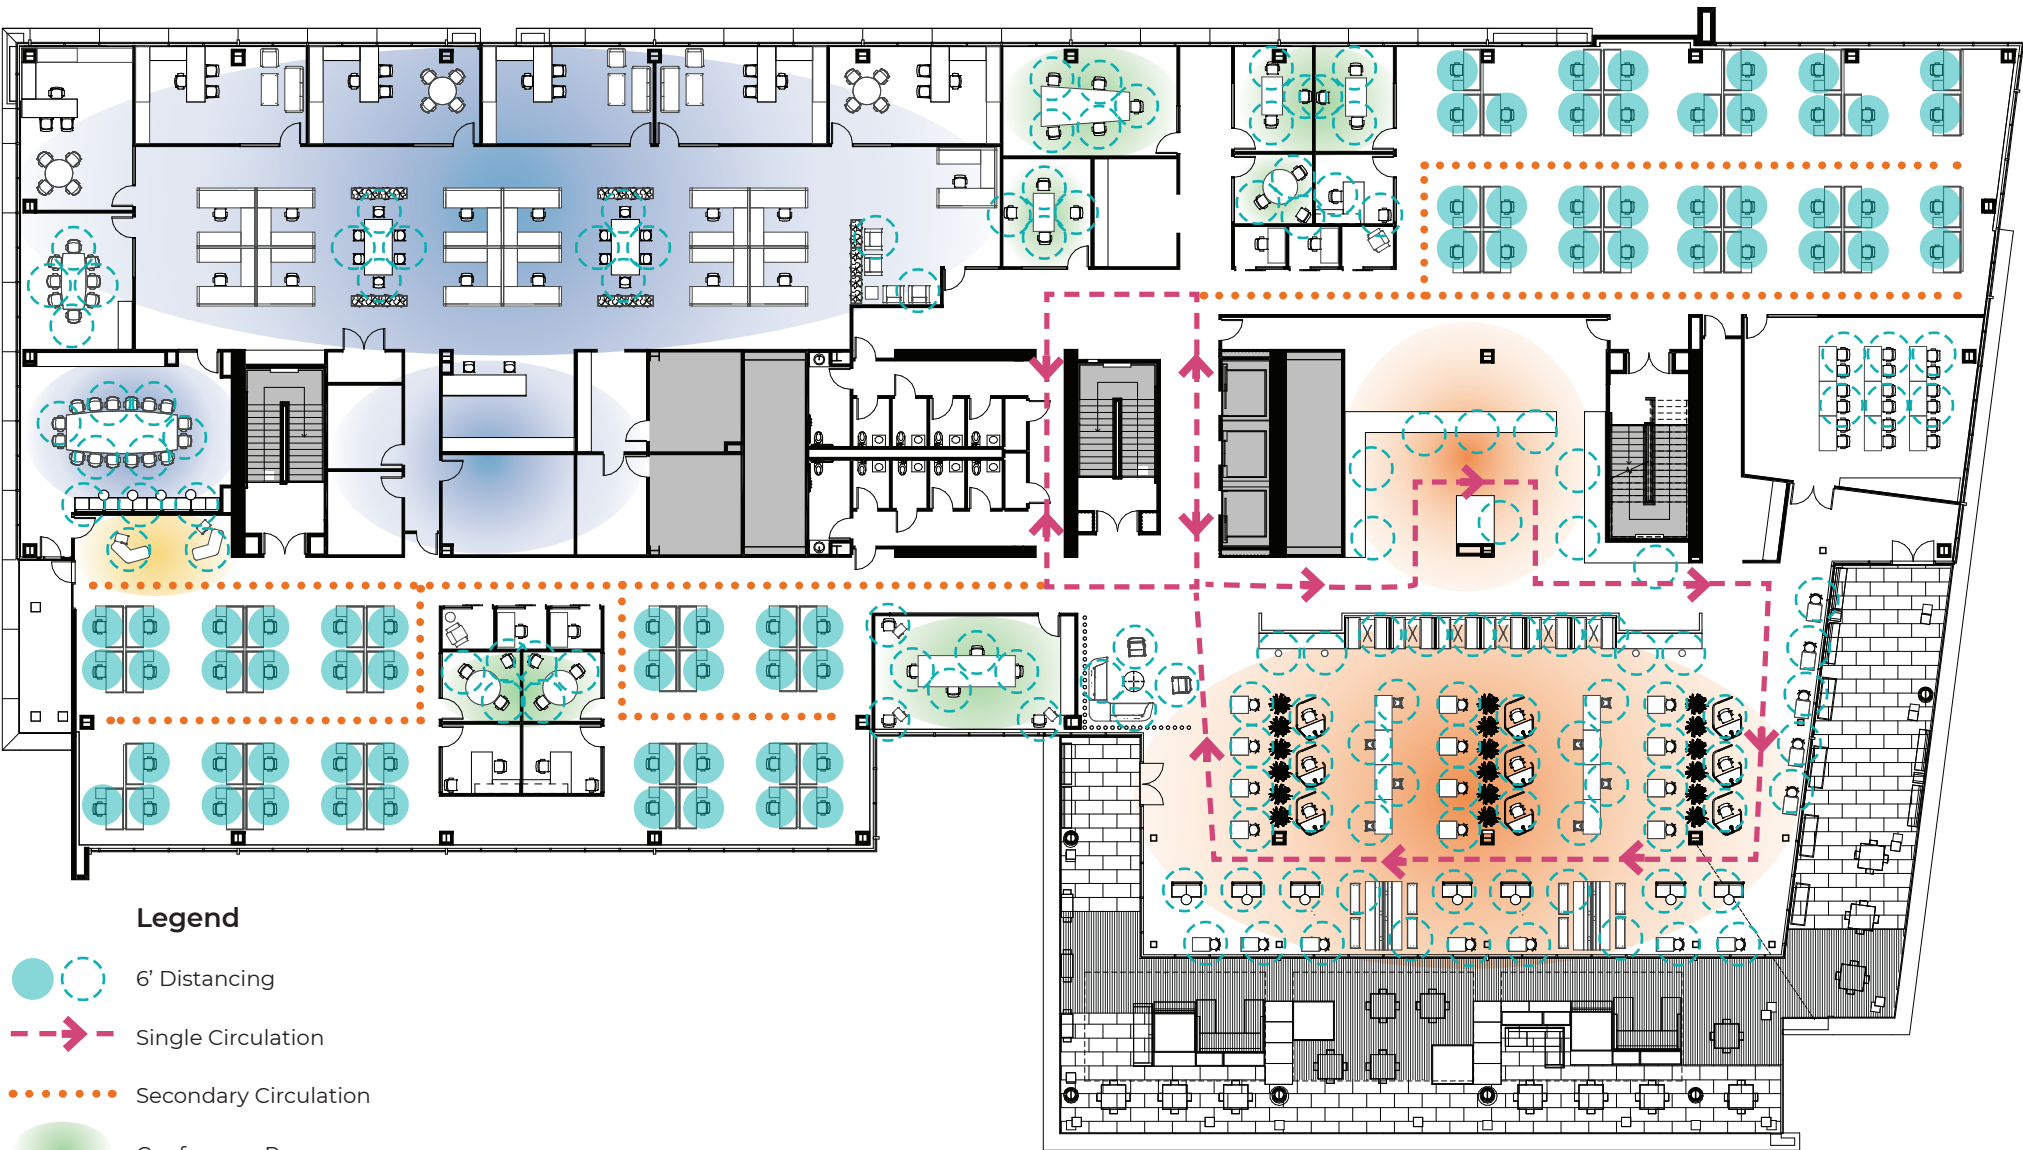 Legend
6’ Distancing
Single Circulation
Secondary Circulation